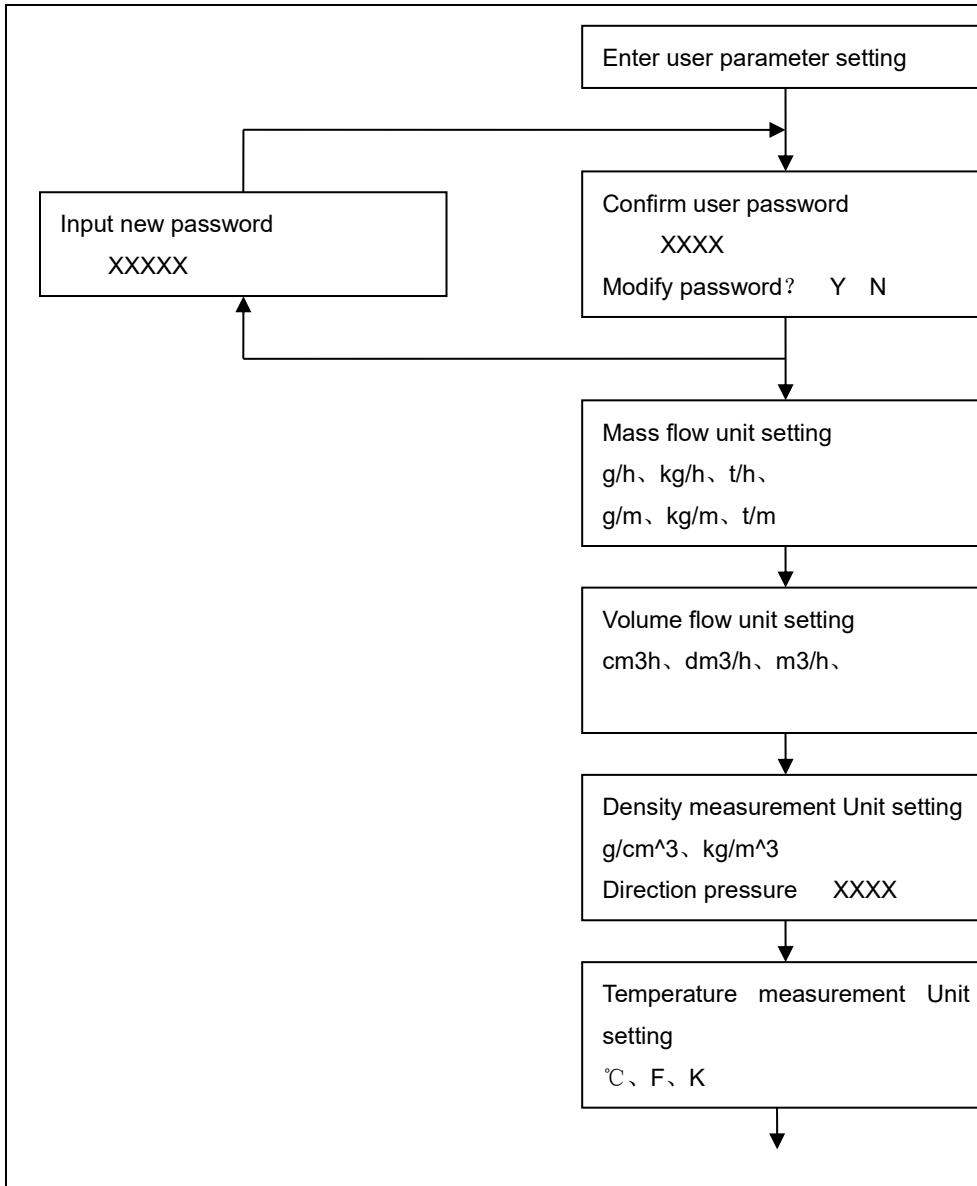 Enter user parameter setting
Input new password
XXXXX
Confirm user password
XXXX
Modify password？ Y N
Mass flow unit setting
g/h、kg/h、t/h、
g/m、kg/m、t/m
Volume flow unit setting
cm3h、dm3/h、m3/h、
Density measurement Unit setting
g/cm^3、kg/m^3
Direction pressure XXXX
Temperature measurement Unit
setting
℃、F、K